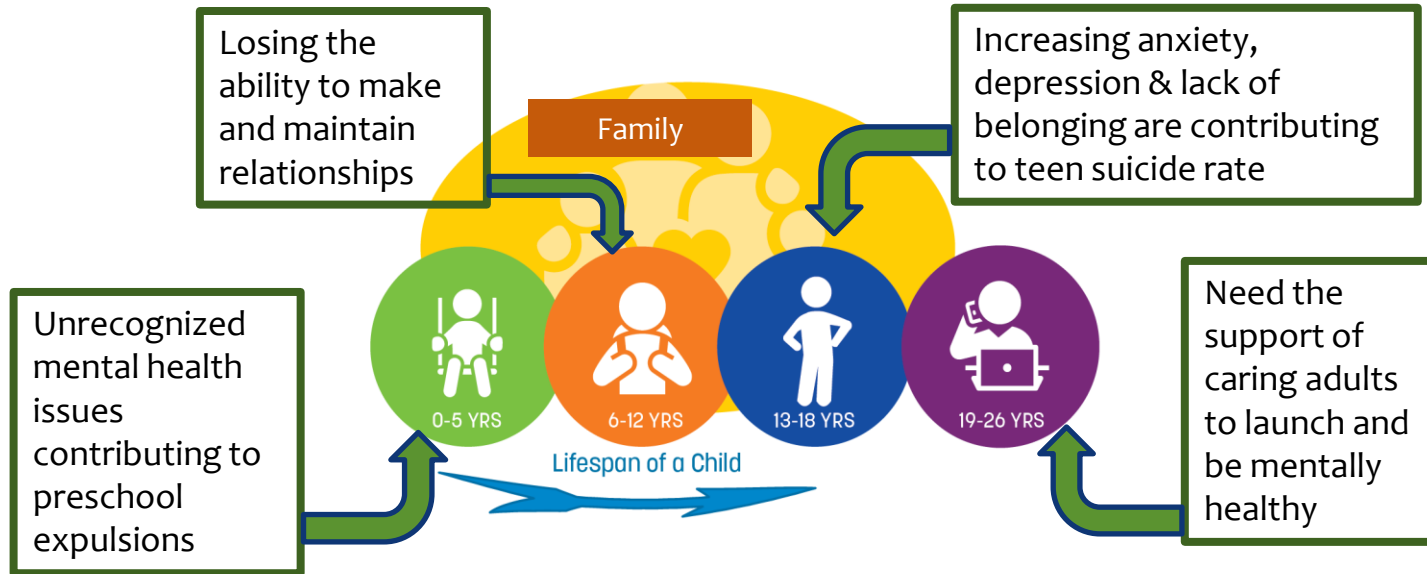 Losing the
ability to make
and maintain
relationships
Family
Increasing anxiety,
depression & lack of
belonging are contributing
to teen suicide rate
Unrecognized
mental health
issues
contributing to
preschool
expulsions
0-5 YRS
6-12 YRS
13-18 YRS
19-26 YRS
Lifespan of a Child
Need the
support of
caring adults
to launch and
be mentally
healthy